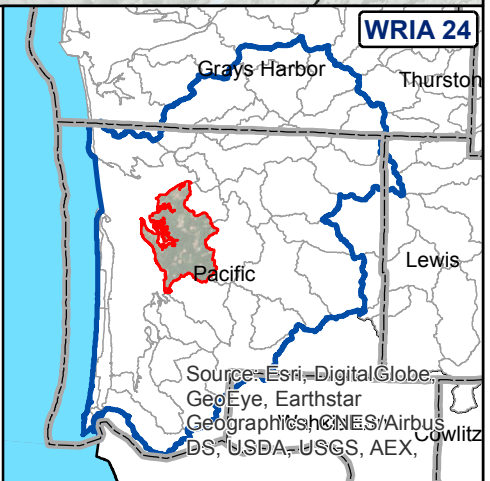 WRIA 24
Grays Harbor
Thurston
Pacific
Lewis
Source: Esri, DigitalGlobe,
GeoEye, Earthstar
Geographics, CNES/Airbus
DS, USDA, USGS, AEX,
Cowlitz